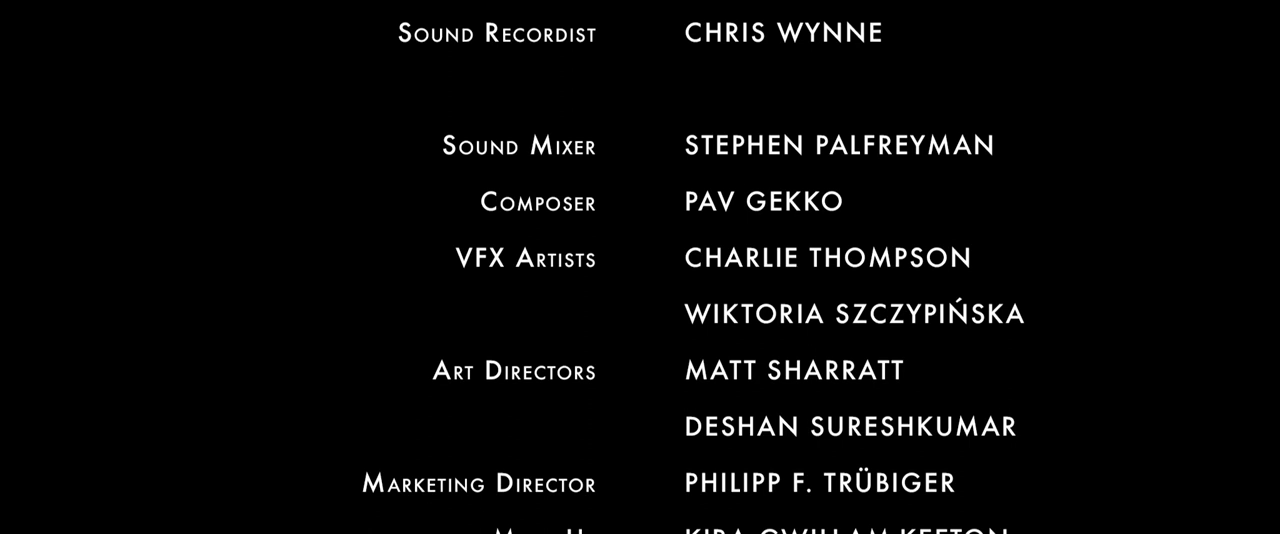 Sound Recordist CHRIS WYNNE
Sound Mixer STEPHEN PALFREYMAN
Composer PAV GEKKO
VFX Artists CHARLIE THOMPSON
WIKTORIA SZCZYPIŃSKA
Art Directors MATT SHARRATT
DESHAN SURESHKUMAR
Marketing Director PHILIPP F. TRÜBIGER